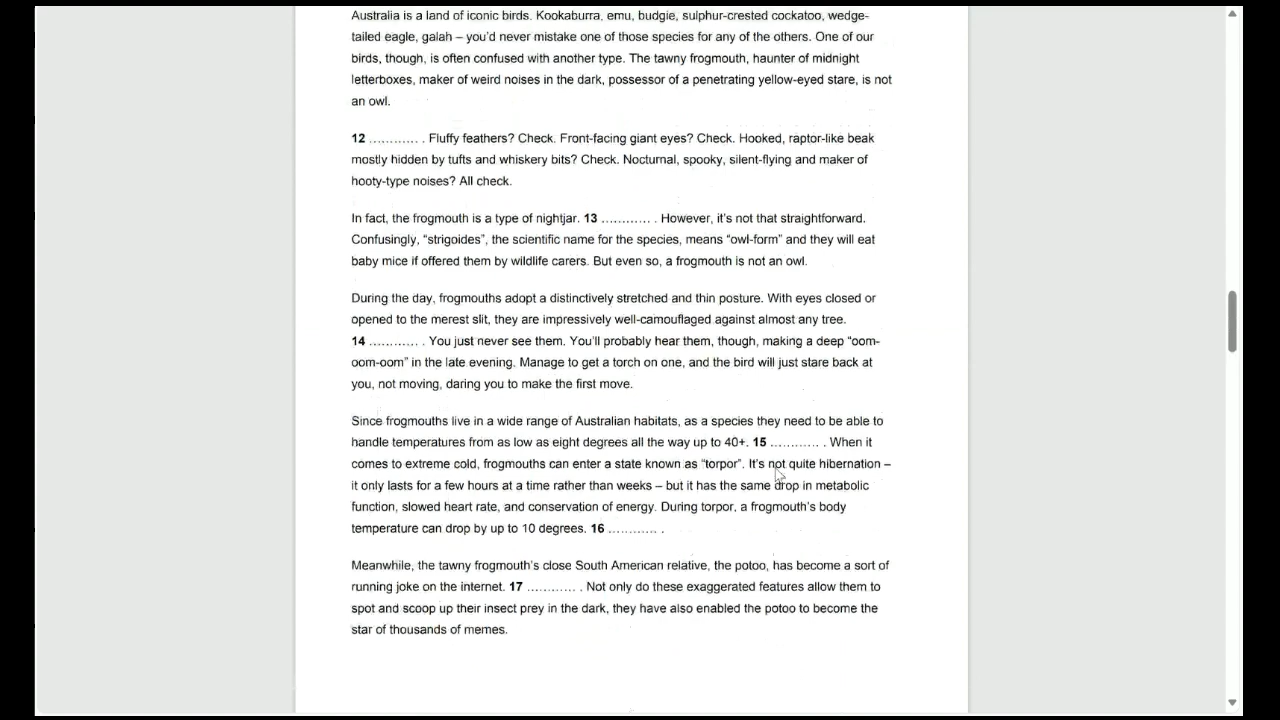 Australia is a land of iconic birds. Kookaburra, emu, budgie, sulphur-crested cockatoo, wedge-
tailed eagle, galah – you’d never mistake one of those species for any of the others. One of our
birds, though, is often confused with another type. The tawny frogmouth, haunter of midnight
letterboxes, maker of weird noises in the dark, possessor of a penetrating yellow-eyed stare, is not
an owl.
12 ………… . Fluffy feathers? Check. Front-facing giant eyes? Check. Hooked, raptor-like beak
mostly hidden by tufts and whiskery bits? Check. Nocturnal, spooky, silent-flying and maker of
hooty-type noises? All check.
In fact, the frogmouth is a type of nightjar. 13 ………… . However, it’s not that straightforward.
Confusingly, “strigoides”, the scientific name for the species, means “owl-form” and they will eat
baby mice if offered them by wildlife carers. But even so, a frogmouth is not an owl.
During the day, frogmouths adopt a distinctively stretched and thin posture. With eyes closed or
opened to the merest slit, they are impressively well-camouflaged against almost any tree.
14 ………… . You just never see them. You’ll probably hear them, though, making a deep “oom-
oom-oom” in the late evening. Manage to get a torch on one, and the bird will just stare back at
you, not moving, daring you to make the first move.
Since frogmouths live in a wide range of Australian habitats, as a species they need to be able to
handle temperatures from as low as eight degrees all the way up to 40+. 15 ………… . When it
comes to extreme cold, frogmouths can enter a state known as “torpor”. It’s not quite hibernation –
it only lasts for a few hours at a time rather than weeks – but it has the same drop in metabolic
function, slowed heart rate, and conservation of energy. During torpor, a frogmouth’s body
temperature can drop by up to 10 degrees. 16 ………… .
Meanwhile, the tawny frogmouth’s close South American relative, the potoo, has become a sort of
running joke on the internet. 17 ………… . Not only do these exaggerated features allow them to
spot and scoop up their insect prey in the dark, they have also enabled the potoo to become the
star of thousands of memes.